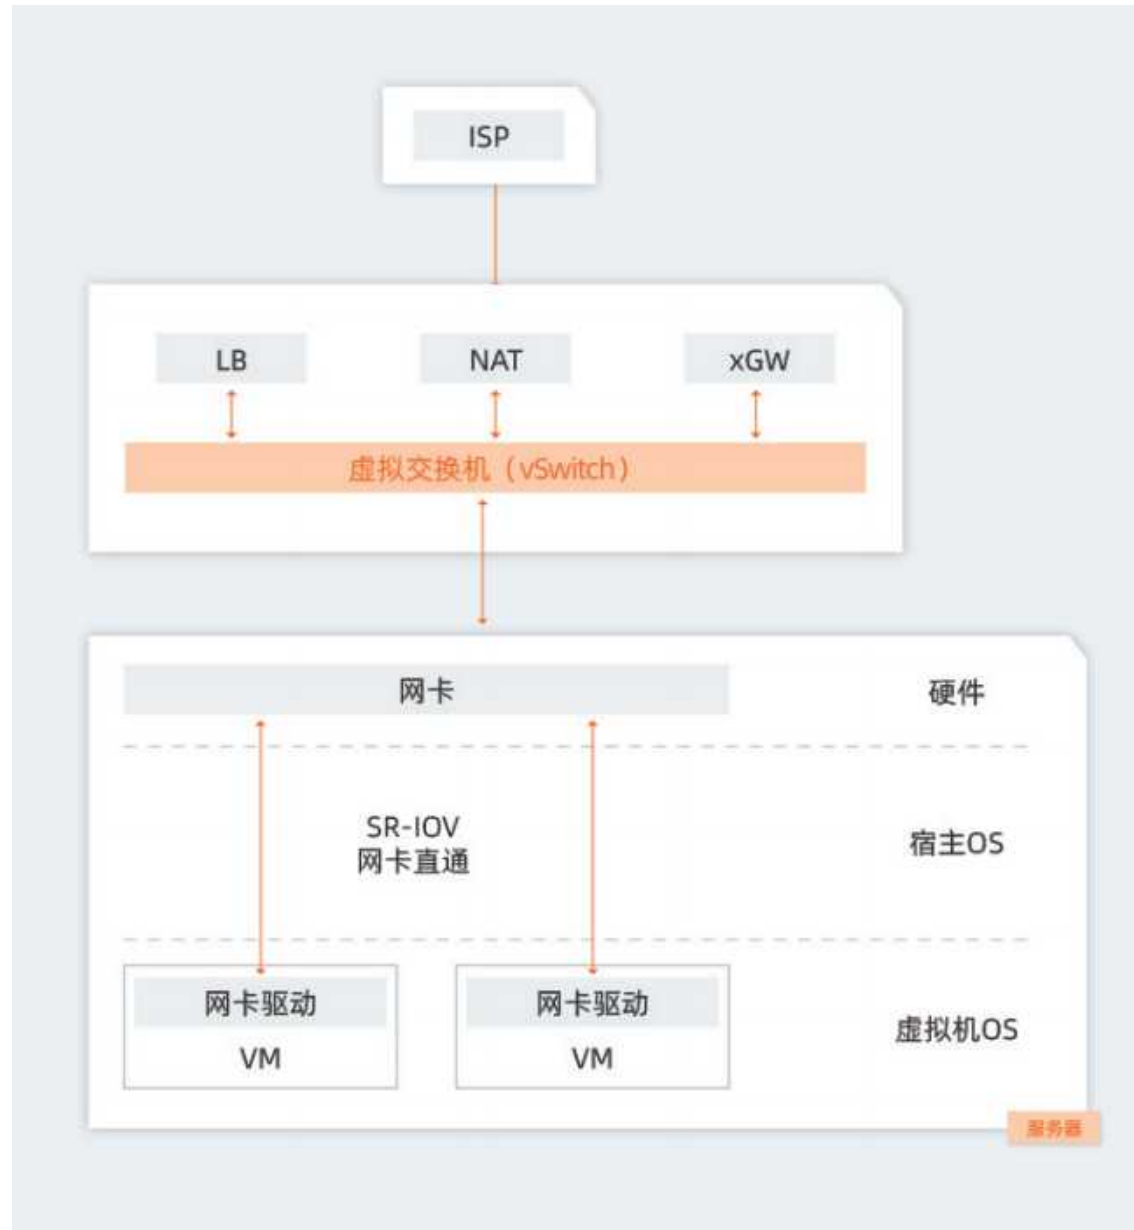 ISP
LB
NAT
xGW
虚拟交换机（vSwitch）
网卡
硬件
SR-IOV
网卡直通
宿主OS
网卡驱动
网卡驱动
VM
VM
虚拟机OS
服务器